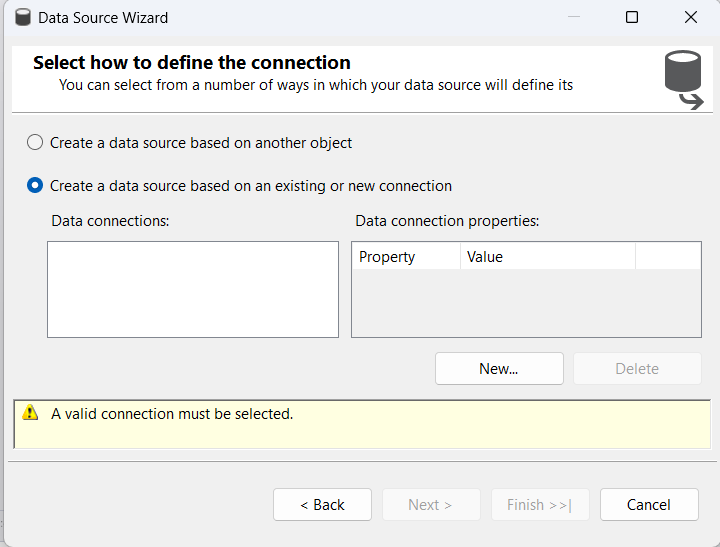 Data Source Wizard
Select how to define the connection
You can select from a number of ways in which your data source will define its
Create a data source based on another object
Create a data source based on an existing or new connection
Data connections:
Data connection properties:
Property Value
New... Delete
A valid connection must be selected.
< Back Next > Finish >>| Cancel